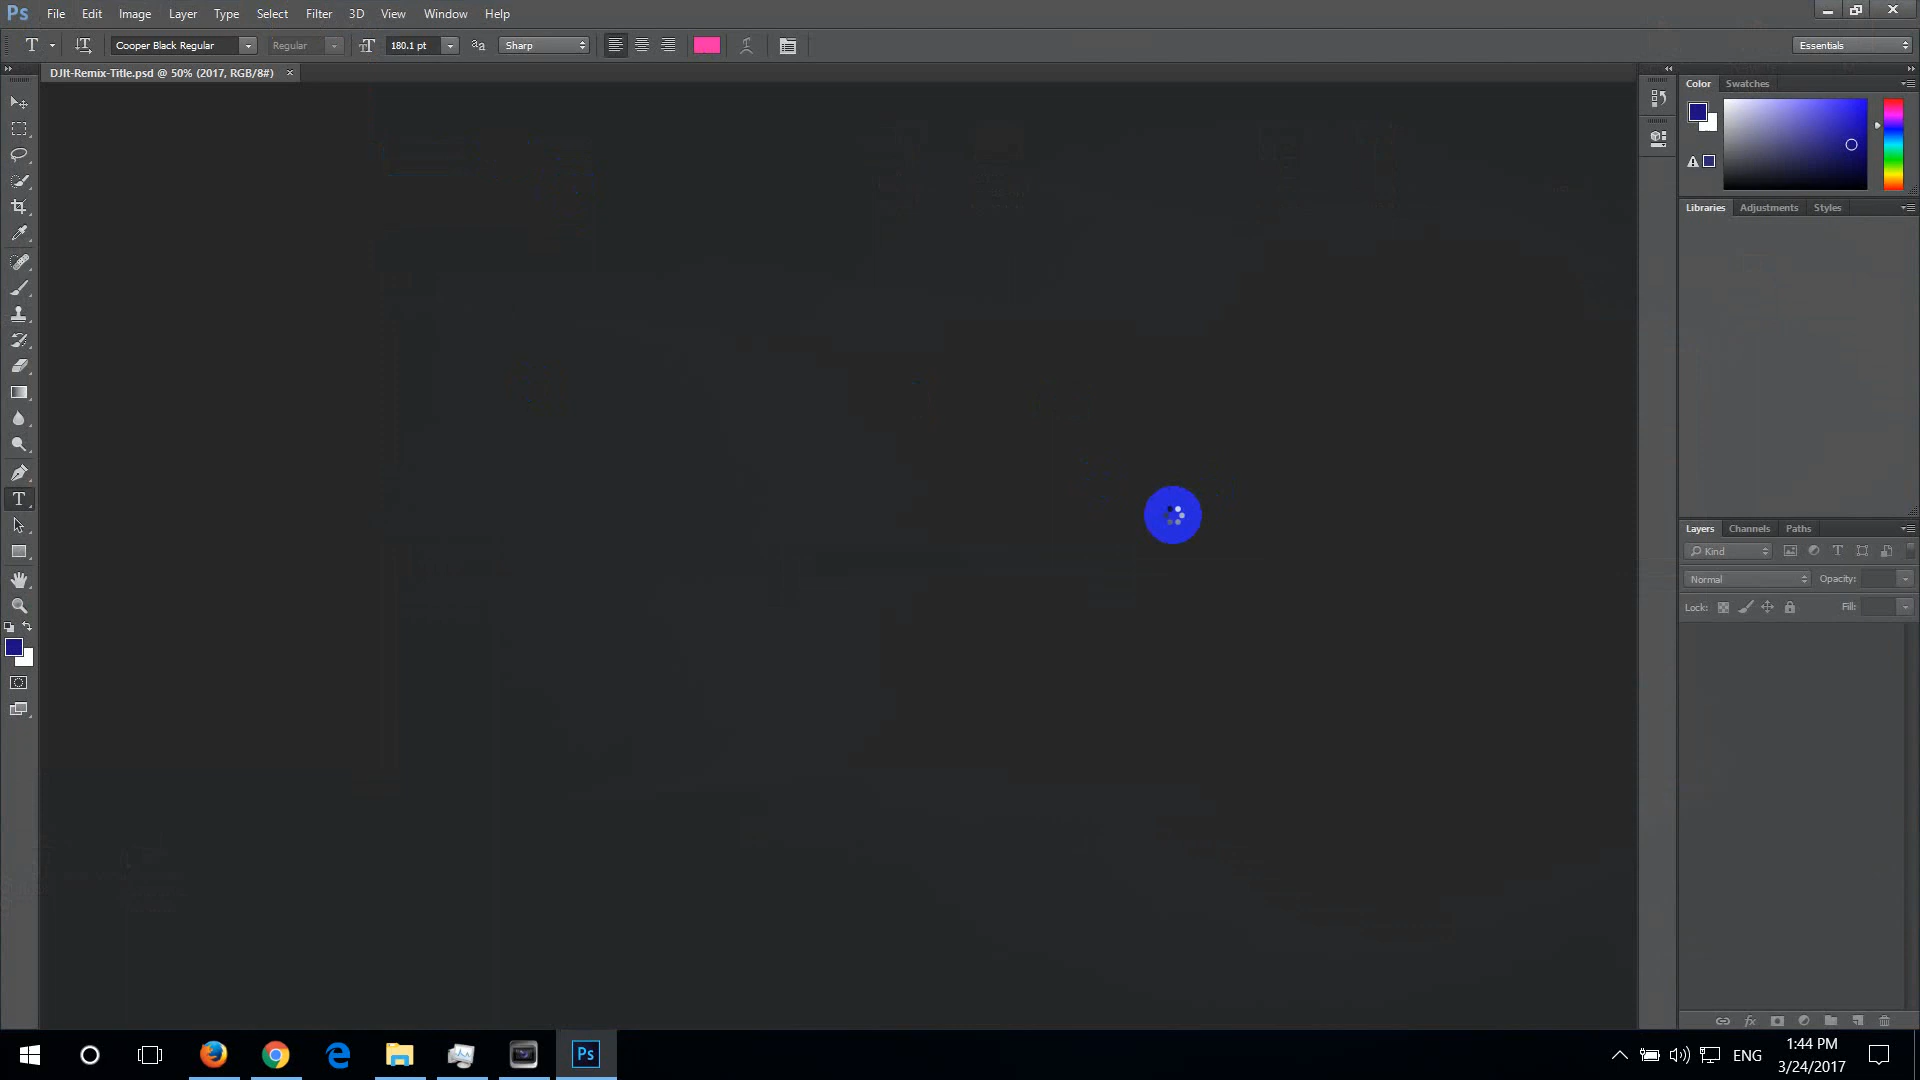 Ps File Edit Image Layer Type Select Filter 3D View Window Help
T Cooper Black Regular Regular 180.1 pt aa Sharp Essentials
DJIt-Remix-Title.psd @ 50% (2017, RGB/8#) ×
Color Swatches
Libraries Adjustments Styles
Layers Channels Paths
Kind
Normal Opacity:
Lock: Fill:
Ps
ENG
1:44 PM
3/24/2017